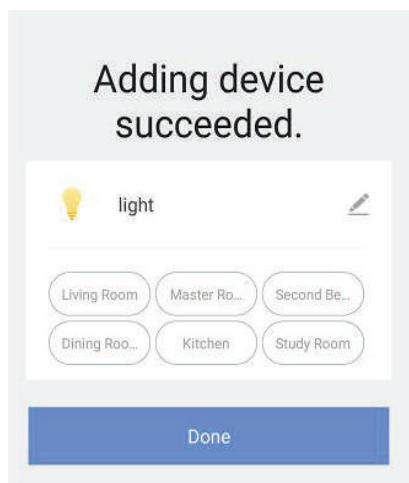 Adding device
succeeded.
light
Living Room Master Ro... Second Be...
Dining Roo... Kitchen Study Room
Done